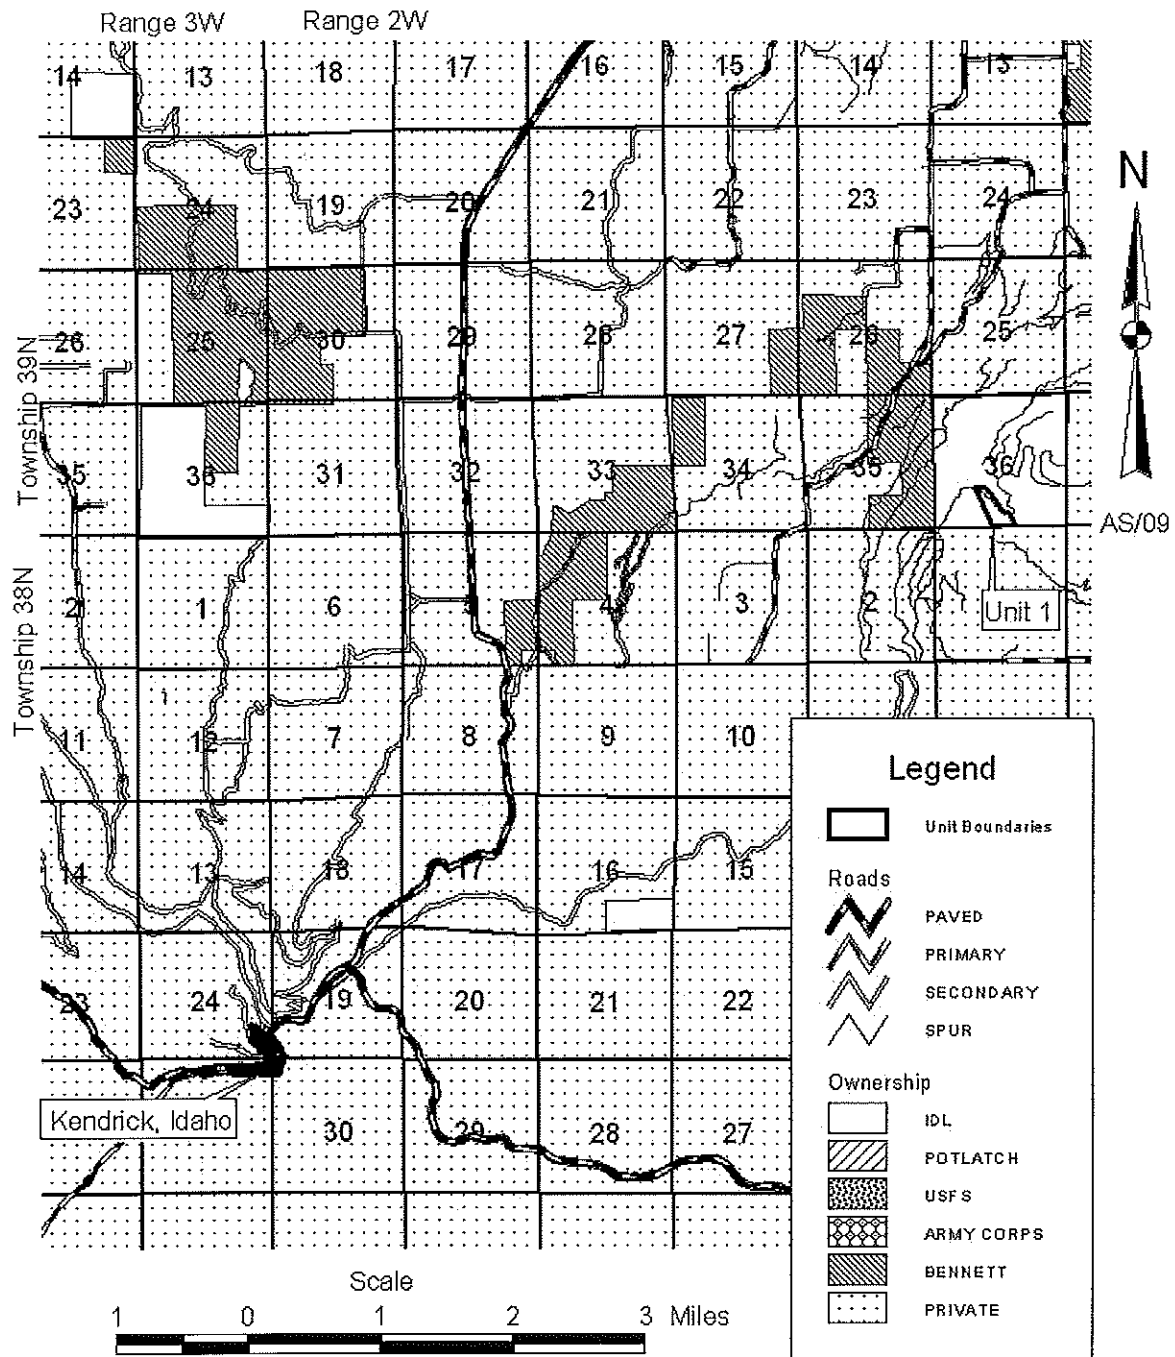 Range 3W Range 2W
14 13 18 17 16 15 14 13
N
23 24 19 20 21 22 23 24
26 25 30 29 28 27 26 25
Township 39N
35 36 31 32 33 34 35 36
AS/09
Township 38N
2 1 6 5 4 3 2
Unit 1
11 12 7 8 9 10
Legend
Unit Boundaries
14 13 18 17 16 15
Roads
PAVED
PRIMARY
23 24 19 20 21 22
SECONDARY
SPUR
Ownership
Kendrick, Idaho
30 29 28 27
IDL
POTLATCH
USFS
ARMY CORPS
BENNETT
PRIVATE
Scale
1 0 1 2 3 Miles